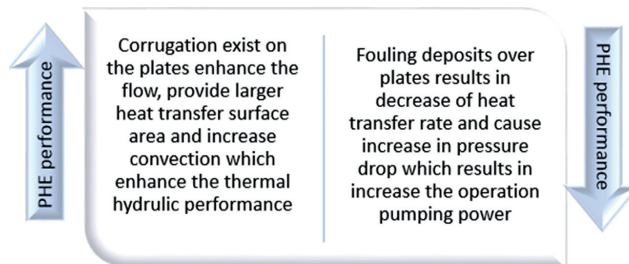 PHE performance
Corrugation exist on
the plates enhance the
flow, provide larger
heat transfer surface
area and increase
convection which
enhance the thermal
hydrulic performance
Fouling deposits over
plates results in
decrease of heat
transfer rate and cause
increase in pressure
drop which results in
increase the operation
pumping power
PHE performance